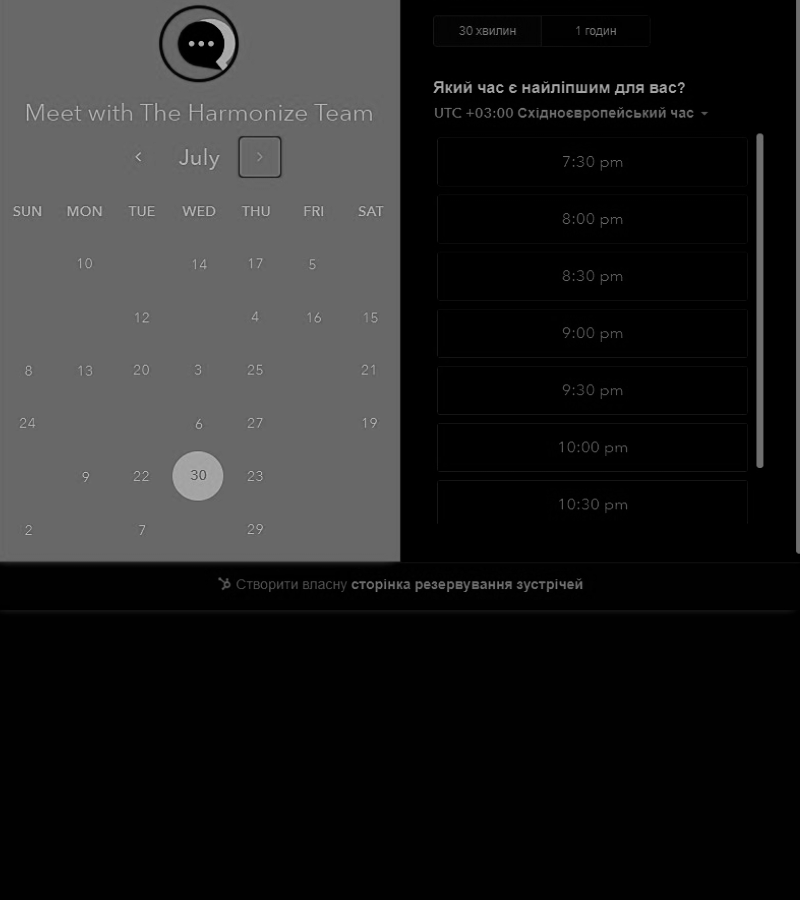 Meet with The Harmonize Team
July
SUN MON TUE WED THU FRI SAT
10 14 17 5
12 4 16 15
8 13 20 3 25 21
24 6 27 19
9 22 30 23
2 7 29
30 хвилин 1 годин
Який час є найліпшим для вас?
UTC +03:00 Східноєвропейський час
7:30 pm
8:00 pm
8:30 pm
9:00 pm
9:30 pm
10:00 pm
10:30 pm
Створити власну сторінка резервування зустрічей